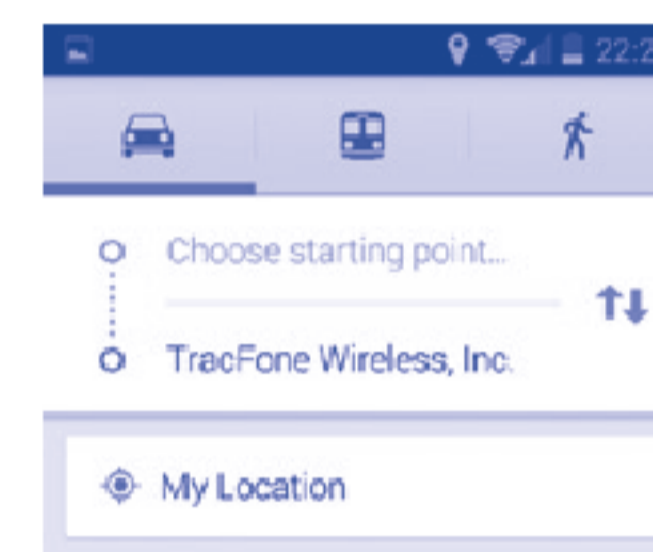 22:2
Choose starting point...
TracFone Wireless, Inc.
My Location